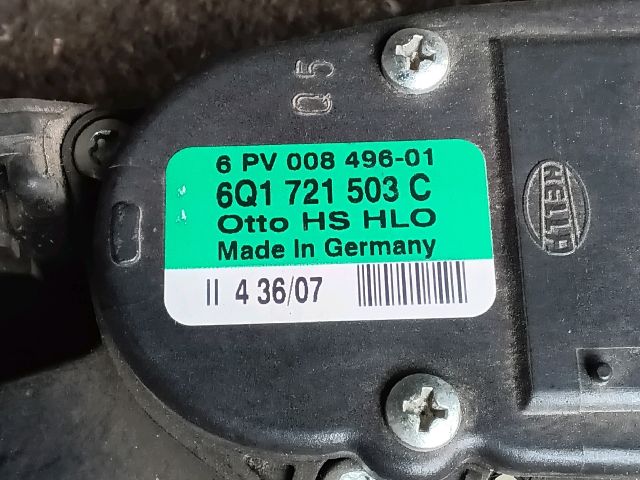 Q5
6 PV 008 496-01
6Q1 721 503 C
Otto HS HLO
Made In Germany
II 4 36/07
HELLA